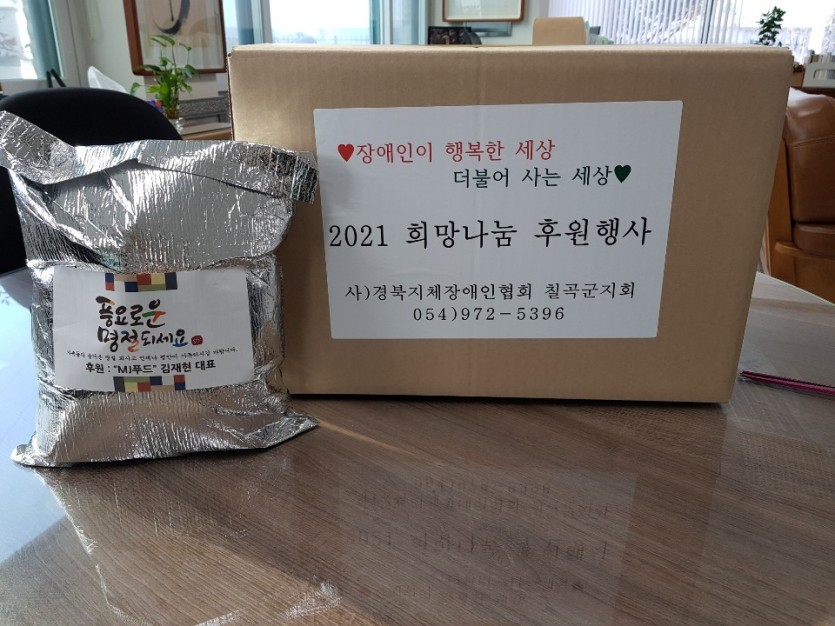 풍요로운
명절되세요
후원 : "MJ푸드" 김재현 대표
♥장애인이 행복한 세상
더불어 사는 세상♥
2021 희망나눔 후원행사
사)경북지체장애인협회 칠곡군지회
054)972-5396